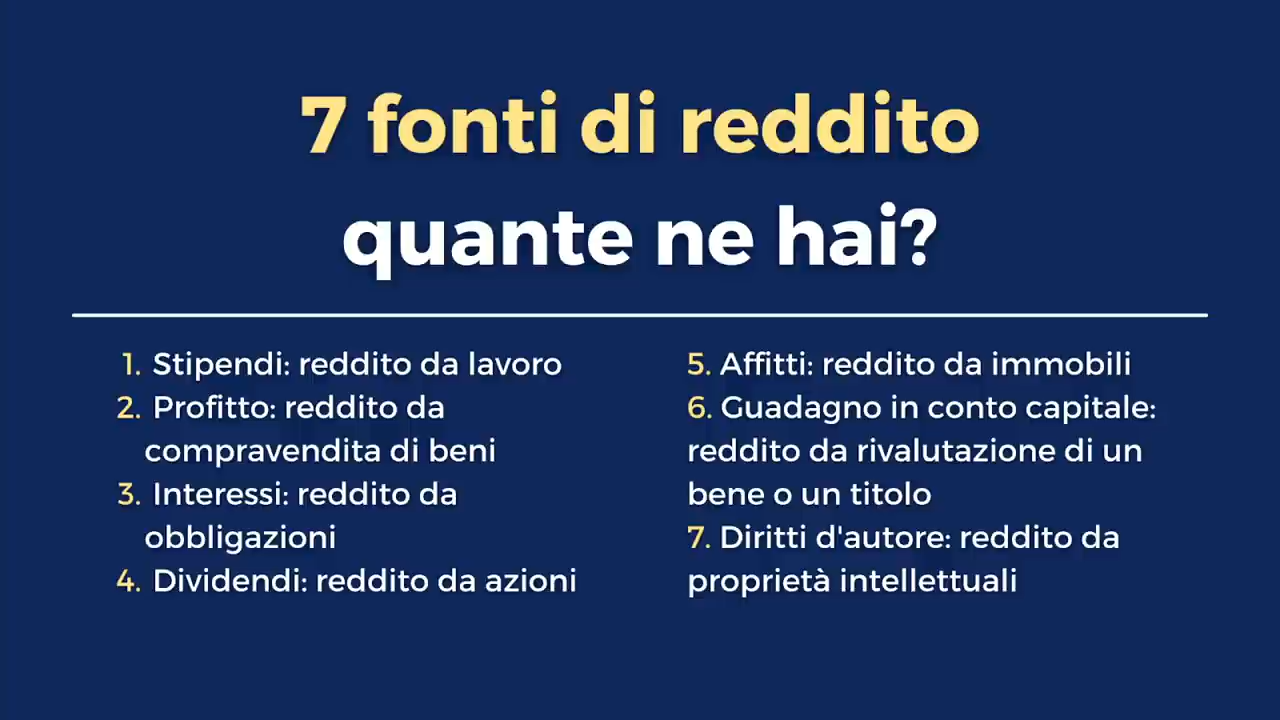 7 fonti di reddito
quante ne hai?
1. Stipendi: reddito da lavoro
2. Profitto: reddito da
compravendita di beni
3. Interessi: reddito da
obbligazioni
4. Dividendi: reddito da azioni
5. Affitti: reddito da immobili
6. Guadagno in conto capitale:
reddito da rivalutazione di un
bene o un titolo
7. Diritti d'autore: reddito da
proprietà intellettuali